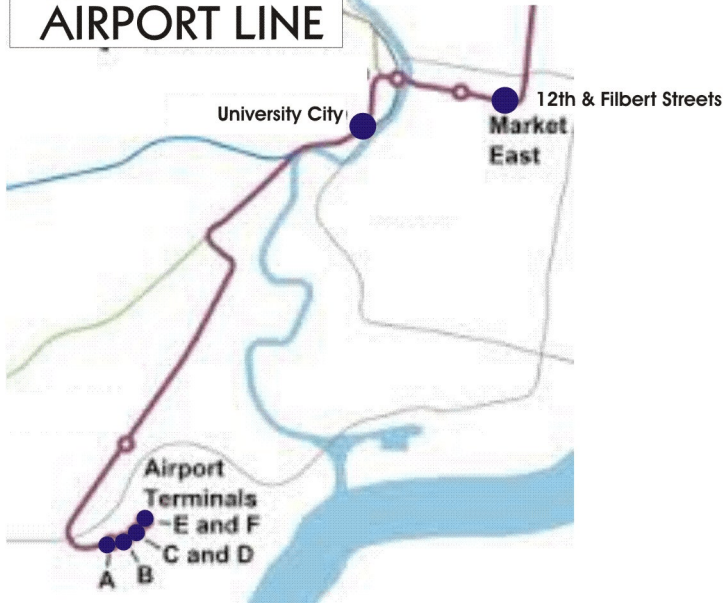 AIRPORT LINE
University City
12th & Filbert Streets
Market
East
Airport
Terminals
E and F
C and D
B
A